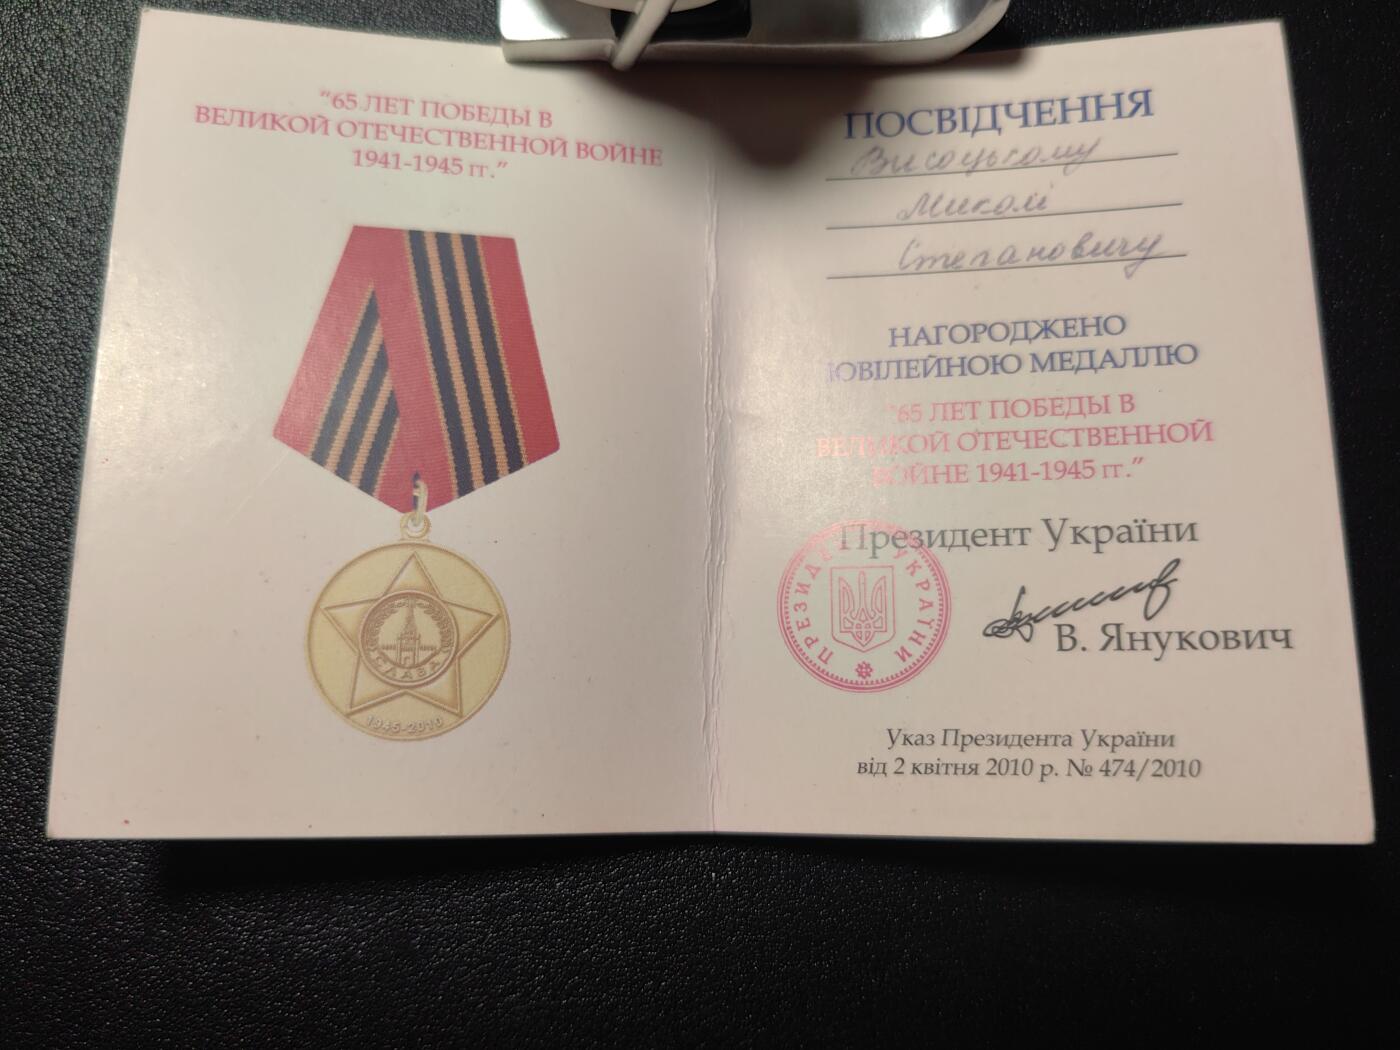 "65 ЛЕТ ПОБЕДЫ В
ВЕЛИКОЙ ОТЕЧЕСТВЕННОЙ ВОЙНЕ
1941-1945 гг."
СЛАВА
1945-2010
ПОСВІДЧЕННЯ
Висоцькому
Миколі
Степановичу
НАГОРОДЖЕНО
ЮВІЛЕЙНОЮ МЕДАЛЛЮ
"65 ЛЕТ ПОБЕДЫ В
ВЕЛИКОЙ ОТЕЧЕСТВЕННОЙ
ВОЙНЕ 1941-1945 гг."
Президент України
ПРЕЗИДЕНТ УКРАЇНИ
В. Янукович
Указ Президента України
від 2 квітня 2010 р. № 474/2010